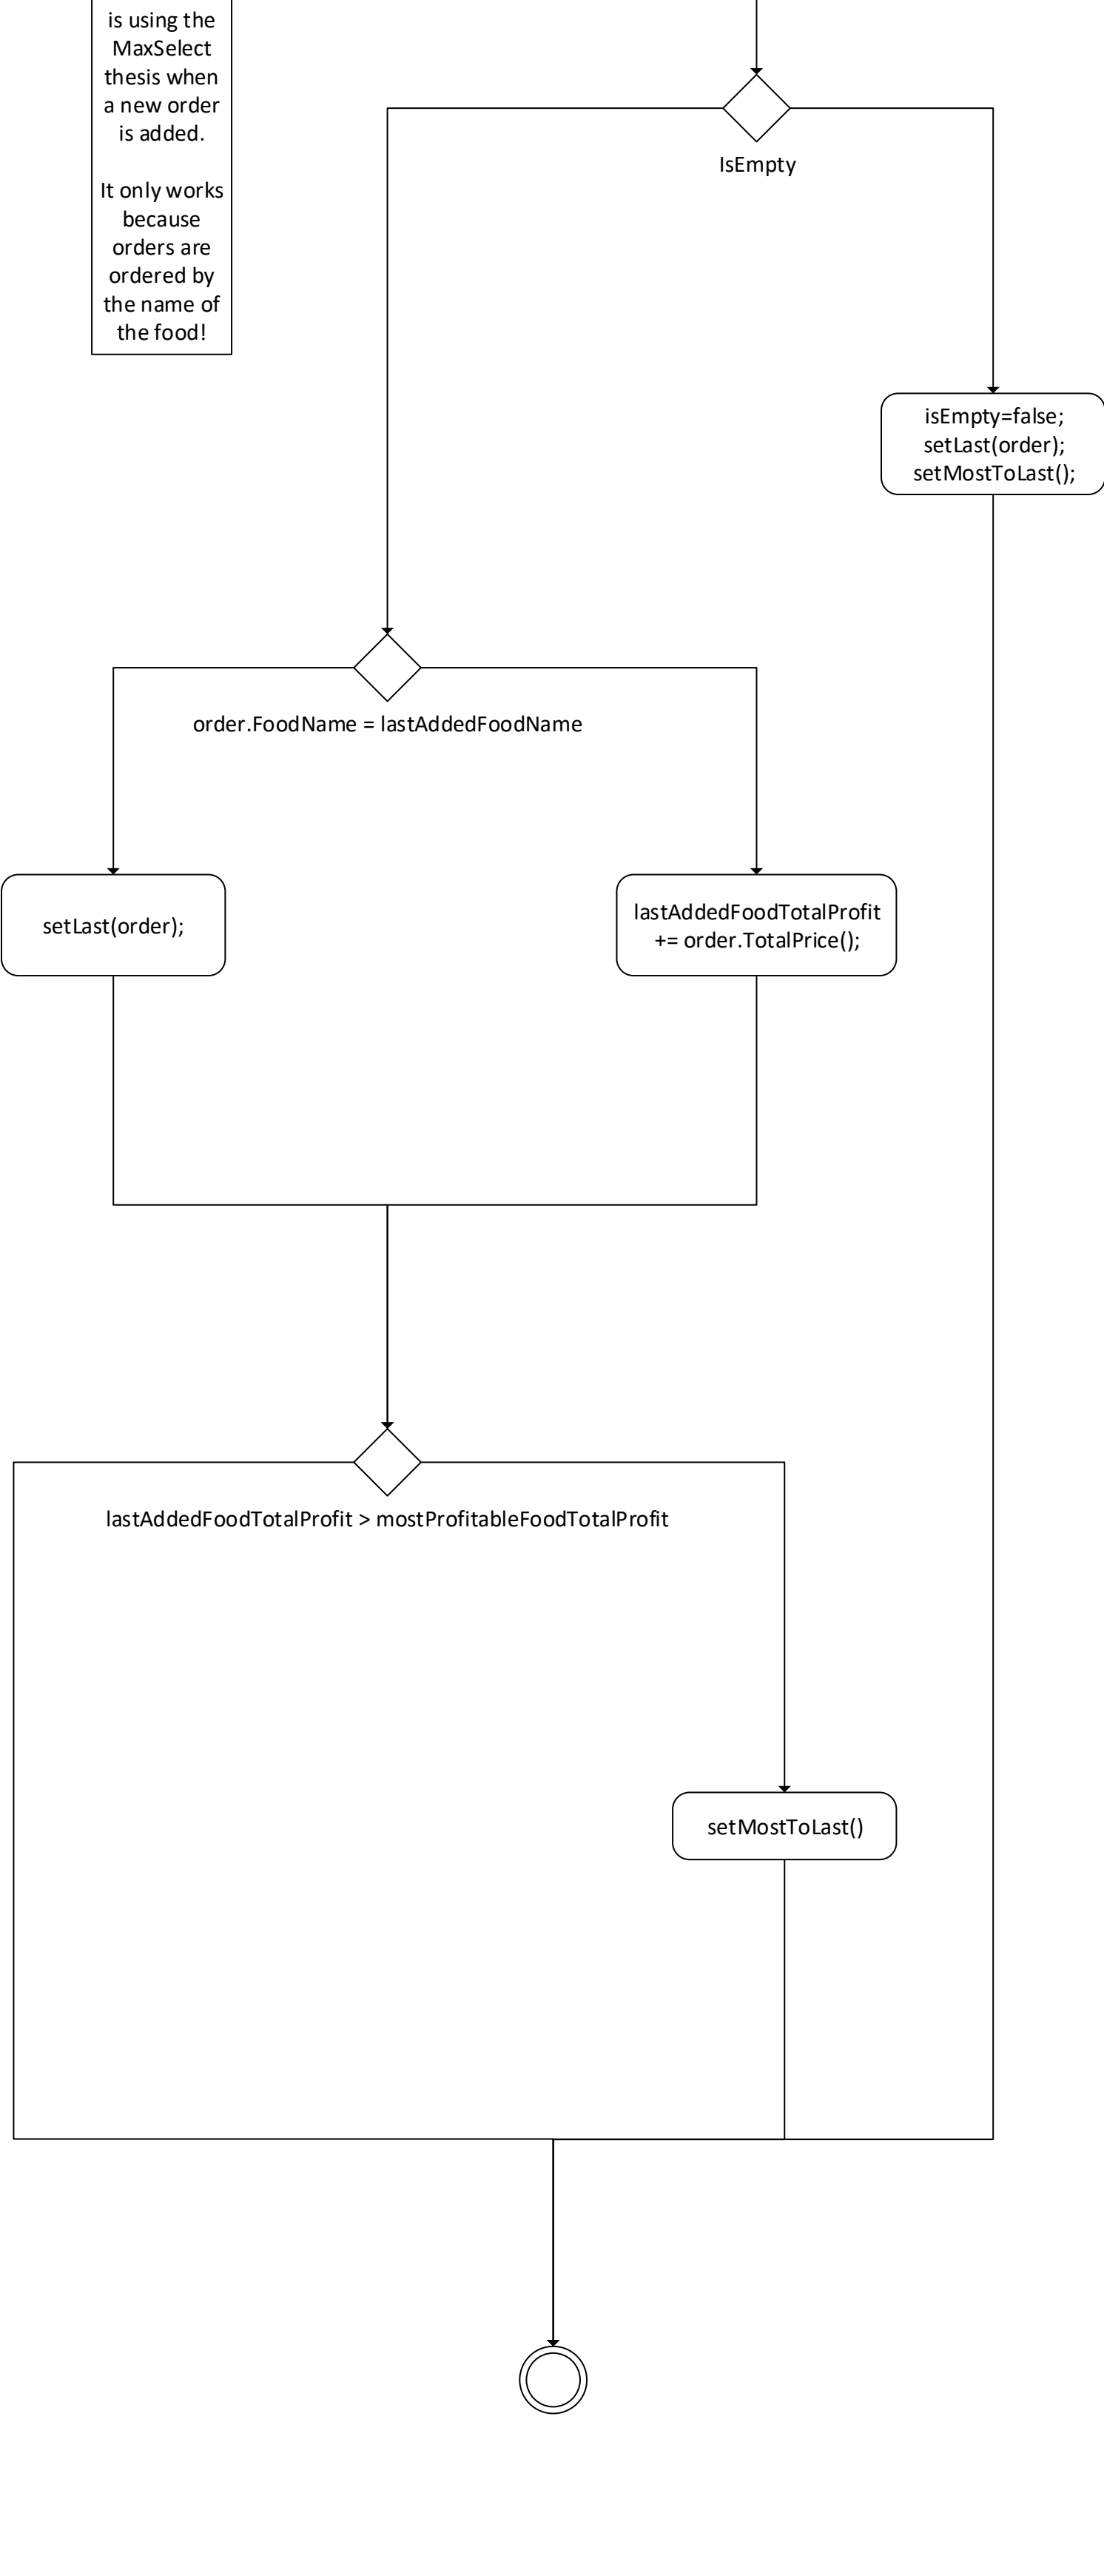 is using the
MaxSelect
thesis when
a new order
is added.
It only works
because
orders are
ordered by
the name of
the food!
IsEmpty
isEmpty=false;
setLast(order);
setMostToLast();
order.FoodName = lastAddedFoodName
setLast(order);
lastAddedFoodTotalProfit
+= order.TotalPrice();
lastAddedFoodTotalProfit > mostProfitableFoodTotalProfit
setMostToLast()